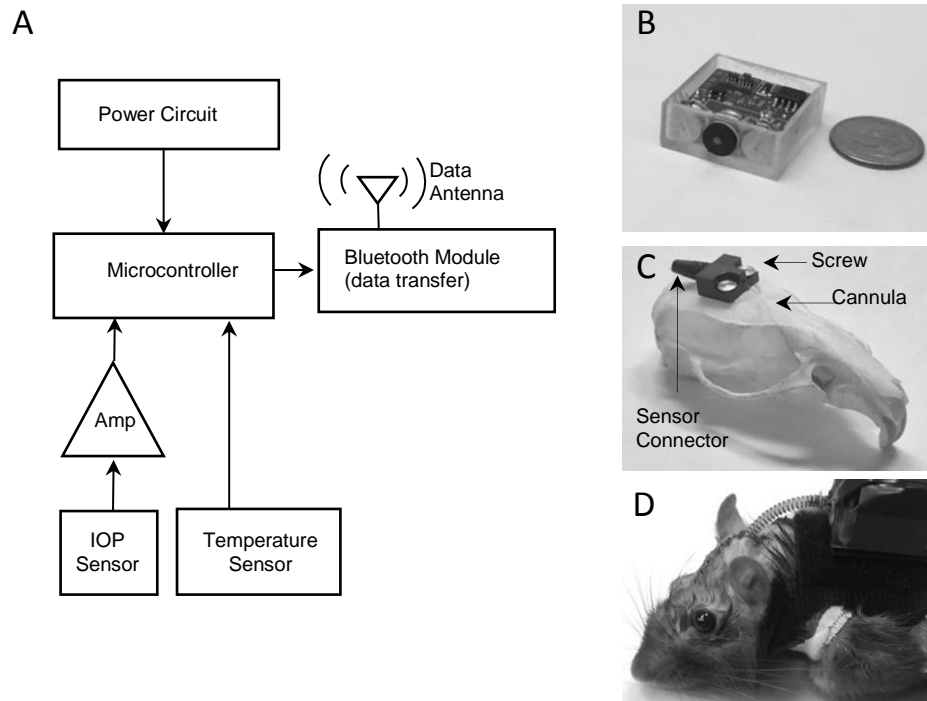 A
Power Circuit
Data
Antenna
Microcontroller
Bluetooth Module
(data transfer)
Amp
IOP
Sensor
Temperature
Sensor
B
C
Screw
Cannula
Sensor
Connector
D